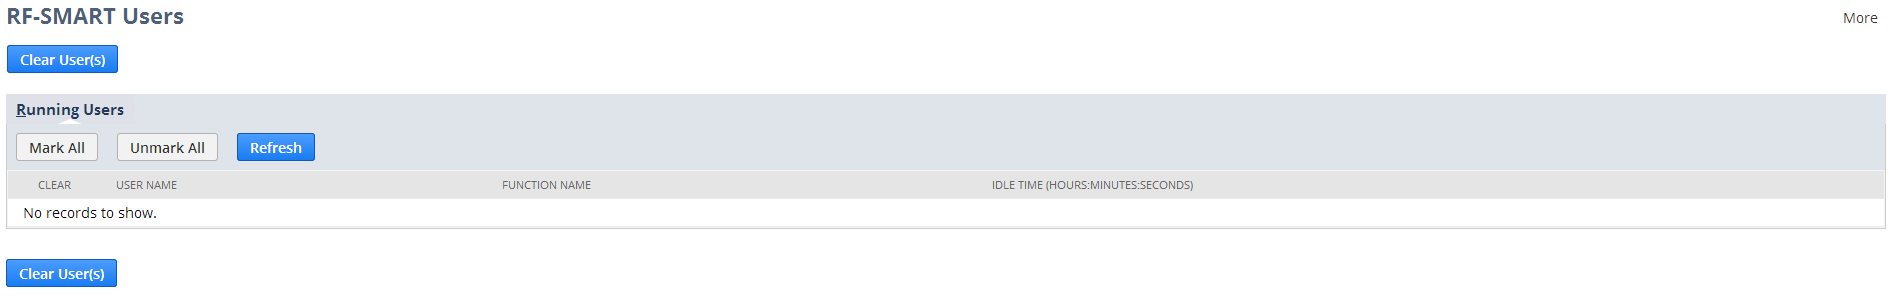 RF-SMART Users
More
Clear User(s)
Running Users
Mark All Unmark All Refresh
CLEAR USER NAME FUNCTION NAME IDLE TIME (HOURS:MINUTES:SECONDS)
No records to show.
Clear User(s)